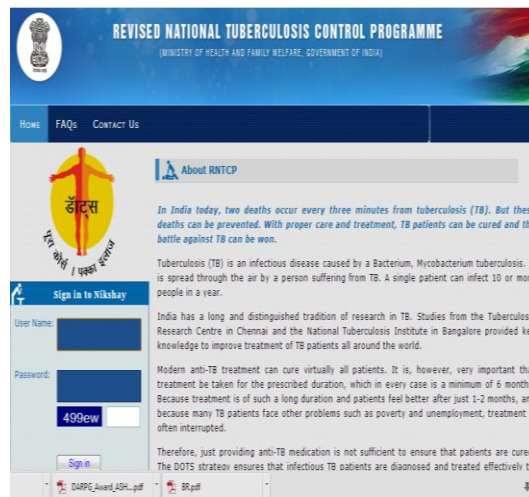 REVISED NATIONAL TUBERCULOSIS CONTROL PROGRAMME
(MINISTRY OF HEALTH AND FAMILY WELFARE, GOVERNMENT OF INDIA)
HOME FAQs CONTACT US
डॉट्स
पूरा कोर्स / पक्का इलाज
About RNTCP
In India today, two deaths occur every three minutes from tuberculosis (TB). But these
deaths can be prevented. With proper care and treatment, TB patients can be cured and th
battle against TB can be won.
Tuberculosis (TB) is an infectious disease caused by a Bacterium, Mycobacterium tuberculosis.
is spread through the air by a person suffering from TB. A single patient can infect 10 or mor
people in a year.
India has a long and distinguished tradition of research in TB. Studies from the Tuberculos
Research Centre in Chennai and the National Tuberculosis Institute in Bangalore provided ke
knowledge to improve treatment of TB patients all around the world.
Modern anti-TB treatment can cure virtually all patients. It is, however, very important tha
treatment be taken for the prescribed duration, which in every case is a minimum of 6 month
Because treatment is of such a long duration and patients feel better after just 1-2 months, an
because many TB patients face other problems such as poverty and unemployment, treatment
often interrupted.
Therefore, just providing anti-TB medication is not sufficient to ensure that patients are cure
The DOTS strategy ensures that infectious TB patients are diagnosed and treated effectively t
Sign in to Nikshay
User Name:
Password:
499ew
Sign in
DARPG_Award_ASH....pdf
BR.pdf